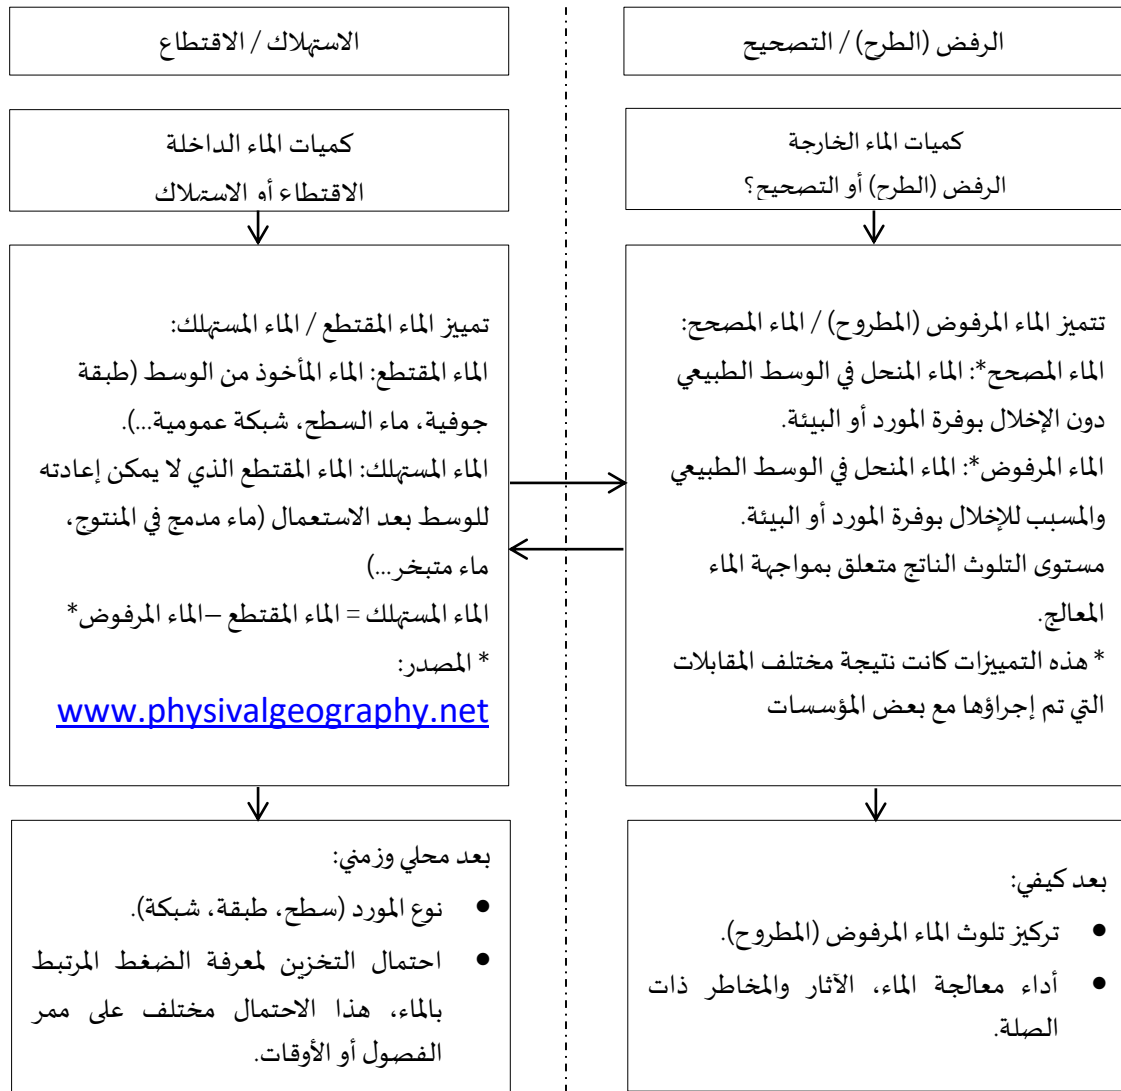 الرفض (الطرح) / التصحيح
الاستهلاك / الاقتطاع
كميات الماء الخارجة
الرفض (الطرح) أو التصحيح؟
كميات الماء الداخلة
الاقتطاع أو الاستهلاك
تتميز الماء المرفوض (المطروح) / الماء المصحح:
الماء المصحح*: الماء المنحل في الوسط الطبيعي
دون الإخلال بوفرة المورد أو البيئة.
الماء المرفوض*: الماء المنحل في الوسط الطبيعي
والمسبب للإخلال بوفرة المورد أو البيئة.
مستوى التلوث الناتج متعلق بمواجهة الماء
المعالج.
* هذه التمييزات كانت نتيجة مختلف المقابلات
التي تم إجراؤها مع بعض المؤسسات
تمييز الماء المقتطع / الماء المستهلك:
الماء المقتطع: الماء المأخوذ من الوسط (طبقة
جوفية، ماء السطح، شبكة عمومية...).
الماء المستهلك: الماء المقتطع الذي لا يمكن إعادته
للوسط بعد الاستعمال (ماء مدمج في المنتوج،
ماء متبخر...)
الماء المستهلك = الماء المقتطع –الماء المرفوض*
* المصدر:
www.physivalgeography.net
بعد كيفي:
● تركيز تلوث الماء المرفوض (المطروح).
● أداء معالجة الماء، الآثار والمخاطر ذات
الصلة.
بعد محلي وزمني:
● نوع المورد (سطح، طبقة، شبكة).
● احتمال التخزين لمعرفة الضغط المرتبط
بالماء، هذا الاحتمال مختلف على ممر
الفصول أو الأوقات.